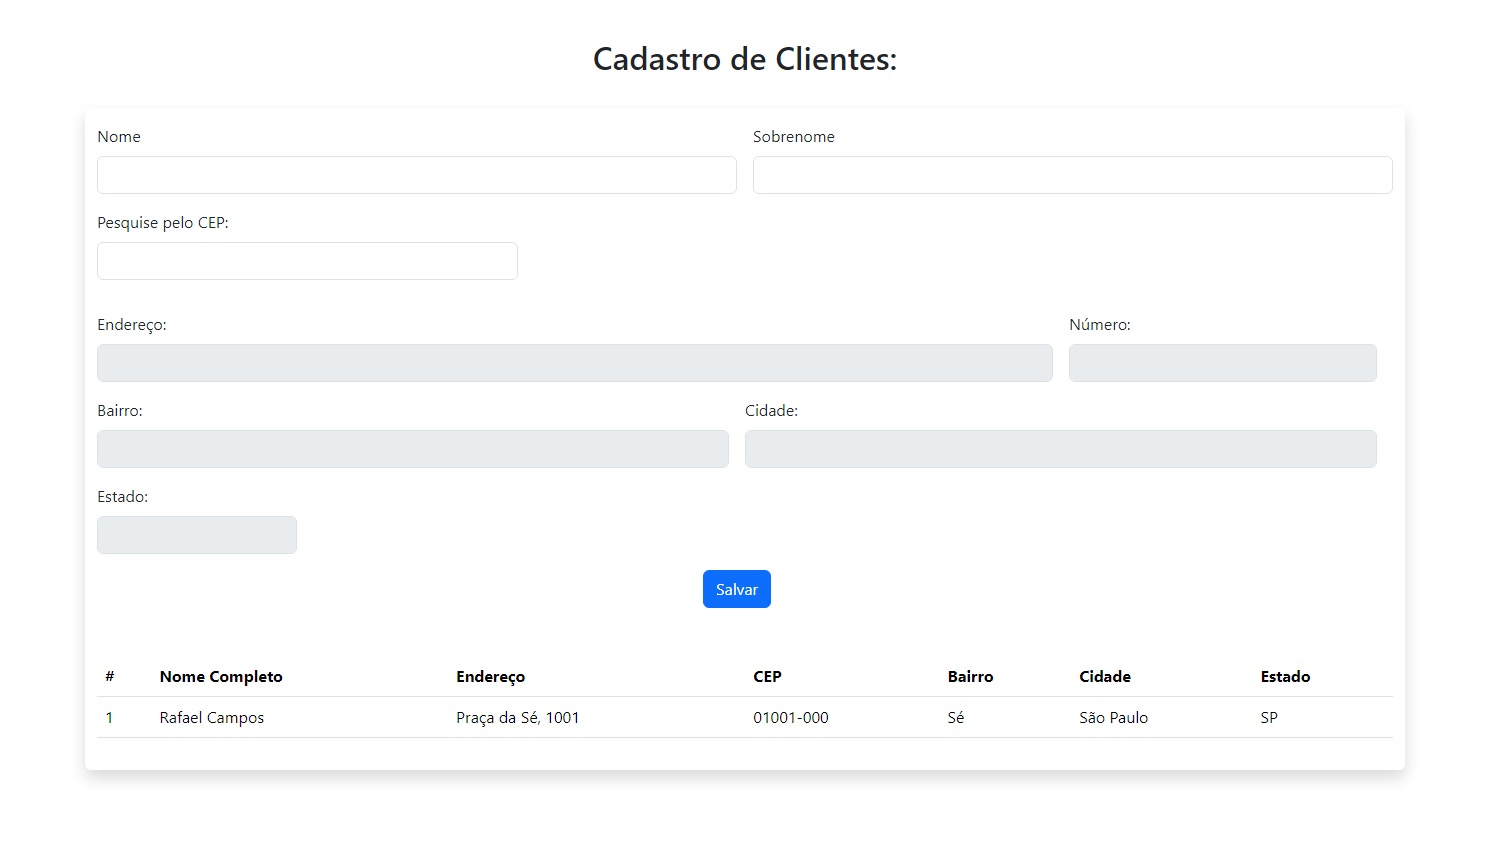 Cadastro de Clientes:
Nome Sobrenome
Pesquise pelo CEP:
Endereço: Número:
Bairro: Cidade:
Estado:
Salvar
# Nome Completo Endereço CEP Bairro Cidade Estado
1 Rafael Campos Praça da Sé, 1001 01001-000 Sé São Paulo SP